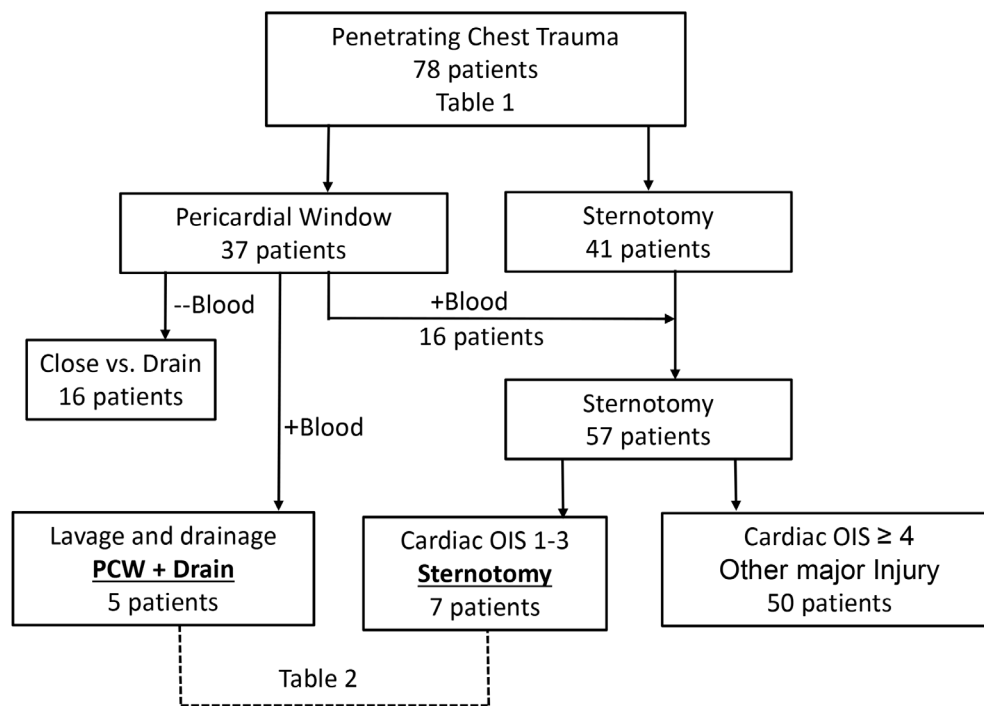 Penetrating Chest Trauma
78 patients
Table 1
Pericardial Window
37 patients
Sternotomy
41 patients
--Blood
+Blood
16 patients
Close vs. Drain
16 patients
+Blood
Sternotomy
57 patients
Lavage and drainage
PCW + Drain
5 patients
Cardiac OIS 1-3
Sternotomy
7 patients
Cardiac OIS ≥ 4
Other major Injury
50 patients
Table 2